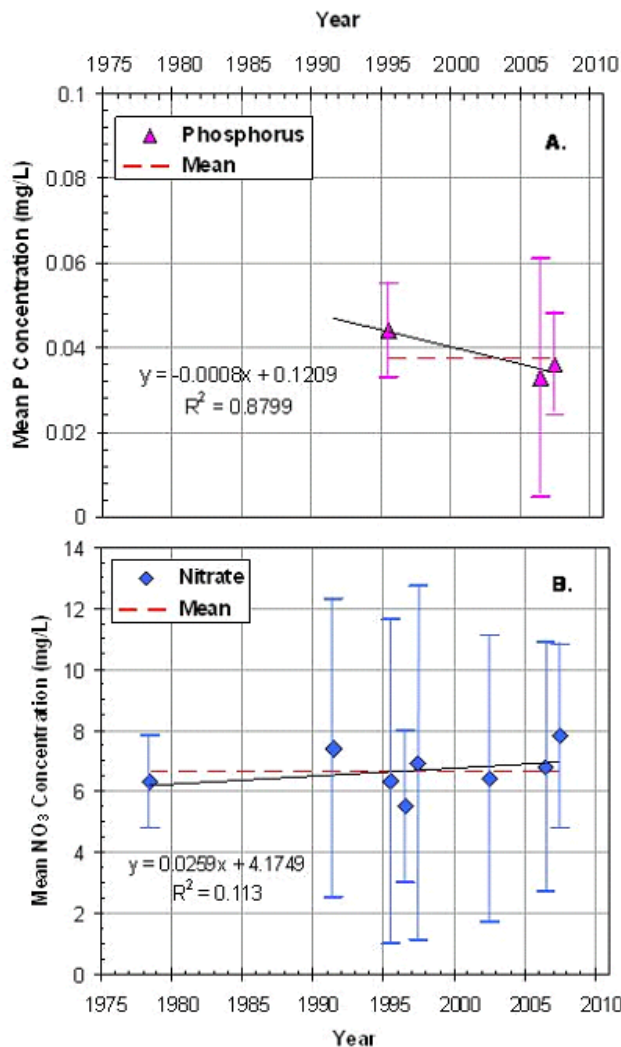 Year
1975 1980 1985 1990 1995 2000 2005 2010
0.1
0.08
0.06
0.04
0.02
0
Mean P Concentration (mg/L)
Phosphorus
Mean
A.
y = -0.0008x + 0.1209
R² = 0.8799
14
12
10
8
6
4
2
0
Mean NO₃ Concentration (mg/L)
Nitrate
Mean
B.
y = 0.0259x + 4.1749
R² = 0.113
1975 1980 1985 1990 1995 2000 2005 2010
Year